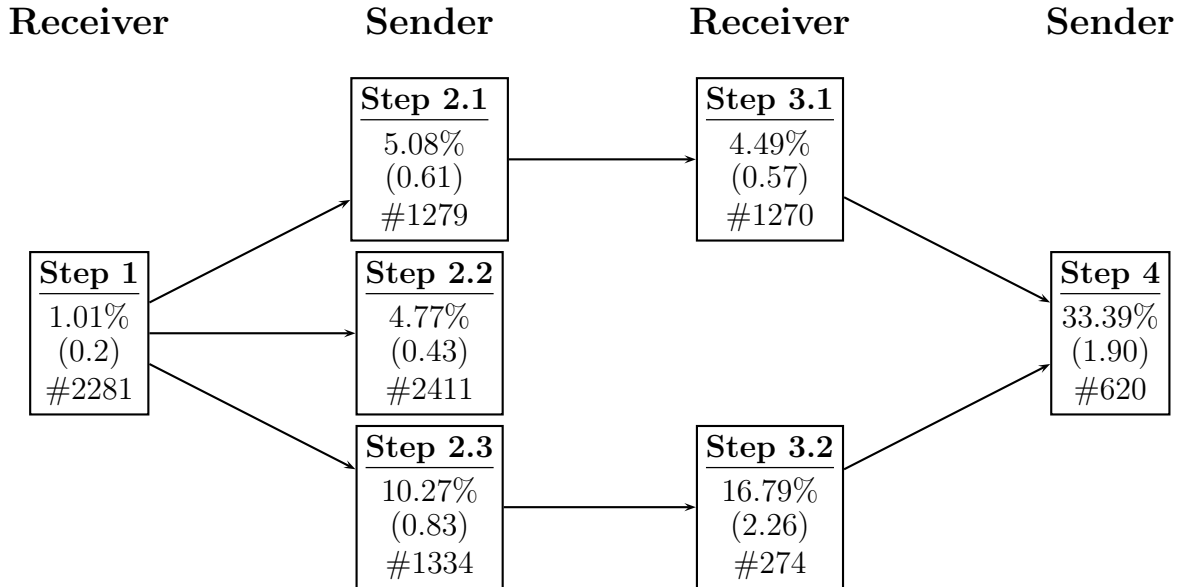 Receiver
Sender
Receiver
Sender
Step 1
1.01%
(0.2)
#2281
Step 2.1
5.08%
(0.61)
#1279
Step 2.2
4.77%
(0.43)
#2411
Step 2.3
10.27%
(0.83)
#1334
Step 3.1
4.49%
(0.57)
#1270
Step 3.2
16.79%
(2.26)
#274
Step 4
33.39%
(1.90)
#620